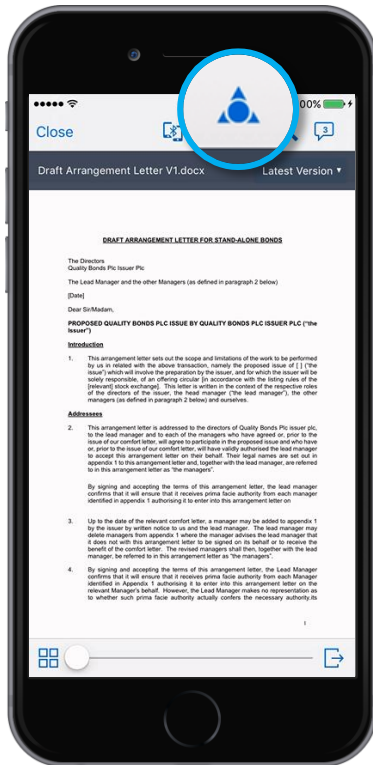 00%
Close
3
Draft Arrangement Letter V1.docx Latest Version
DRAFT ARRANGEMENT LETTER FOR STAND-ALONE BONDS
The Directors
Quality Bonds Plc Issuer Plc
The Lead Manager and the other Managers (as defined in paragraph 2 below)
[Date]
Dear Sir/Madam,
PROPOSED QUALITY BONDS PLC ISSUE BY QUALITY BONDS PLC ISSUER PLC ("the
Issuer")
Introduction
1. This arrangement letter sets out the scope and limitations of the work to be performed
by us in related with the above transaction, namely the proposed issue of [ ] ("the
issue") which will involve the preparation by the issuer, and for which the issuer will be
solely responsible, of an offering circular [in accordance with the listing rules of the
[relevant] stock exchange]. This letter is written in the context of the respective roles
of the directors of the issuer, the head manager ("the lead manager"), the other
managers (as defined in paragraph 2 below) and ourselves.
Addressees
2. This arrangement letter is addressed to the directors of Quality Bonds Plc issuer plc,
to the lead manager and to each of the managers who have agreed or, prior to the
issue of our comfort letter, will agree to participate in the proposed issue and who have
or, prior to the issue of comfort letter, will have validly authorised the lead manager
to accept this arrangement letter on their behalf. Their legal names are set out in
appendix 1 to this arrangement letter and, together with the lead manager, are referred
to in this arrangement letter as "the managers".
By signing and accepting the terms of this arrangement letter, the lead manager
confirms that it will ensure that it receives prima facie authority from each manager
identified in appendix 1 authorising it to enter into this arrangement letter on
3. Up to the date of the relevant comfort letter, a manager may be added to appendix 1
by the issuer by written notice to us and the lead manager. The lead manager may
delete managers from appendix 1 where the manager advises the lead manager that
it does not with this arrangement letter to be signed on its behalf or to receive the
benefit of the comfort letter. The revised managers shall then, together with the lead
manager, be referred to in this arrangement letter as "the managers".
4. By signing and accepting the terms of this arrangement letter, the Lead Manager
confirms that it will ensure that it receives prima facie authority from each Manager
identified in Appendix 1 authorising it to enter into this arrangement letter on the
relevant Manager's behalf. However, the Lead Manager makes no representation as
to whether such prima facie authority actually confers the necessary authority,its
1